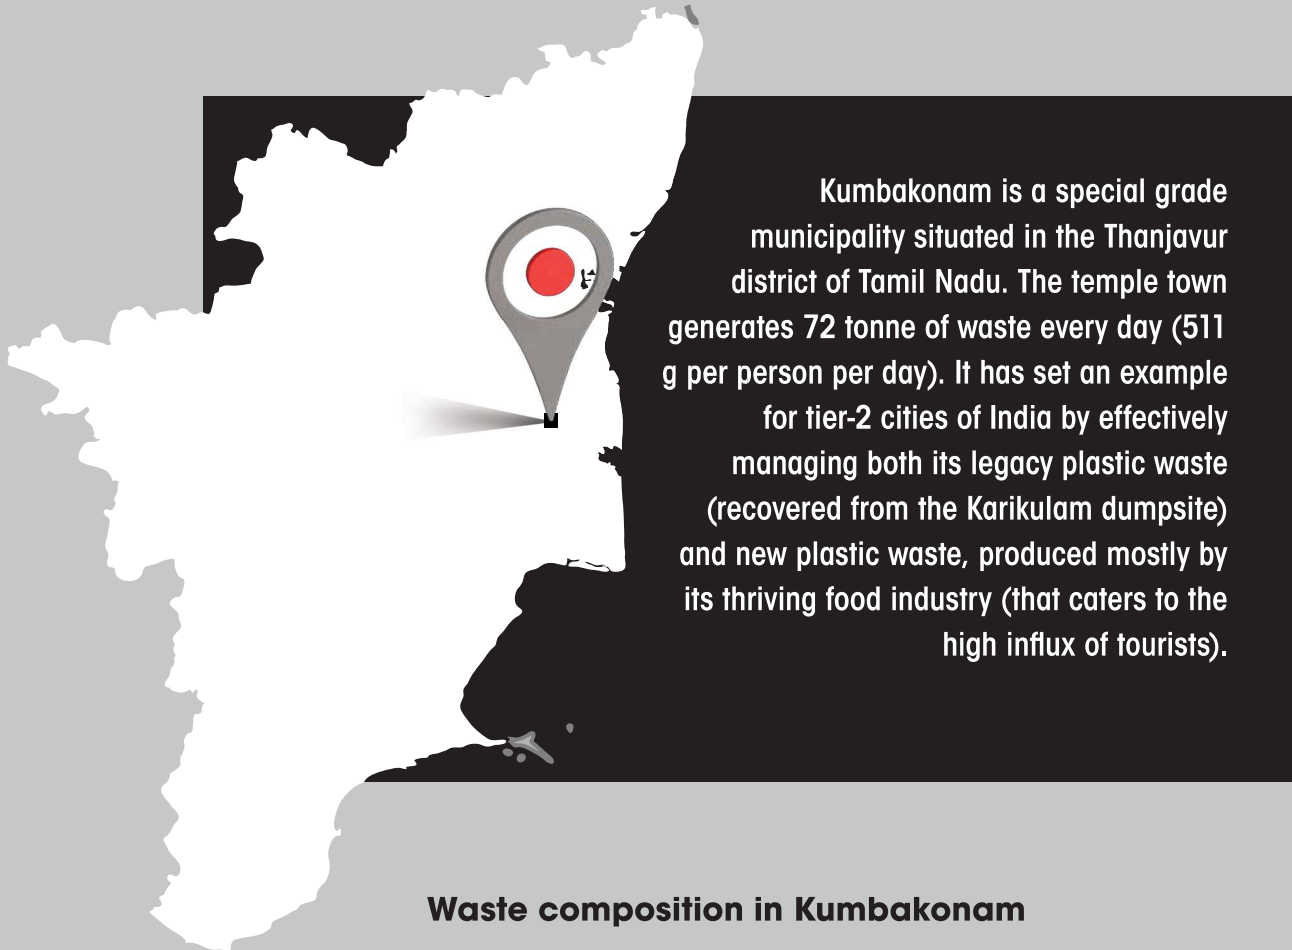 Kumbakonam is a special grade
municipality situated in the Thanjavur
district of Tamil Nadu. The temple town
generates 72 tonne of waste every day (511
g per person per day). It has set an example
for tier-2 cities of India by effectively
managing both its legacy plastic waste
(recovered from the Karikulam dumpsite)
and new plastic waste, produced mostly by
its thriving food industry (that caters to the
high influx of tourists).
Waste composition in Kumbakonam